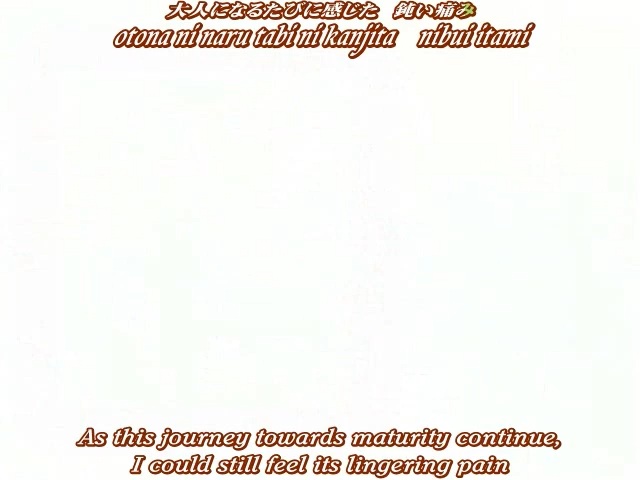 大人になるたびに感じた　鈍い痛み
otona ni naru tabi ni kanjita　nibui itami
As this journey towards maturity continue,
I could still feel its lingering pain